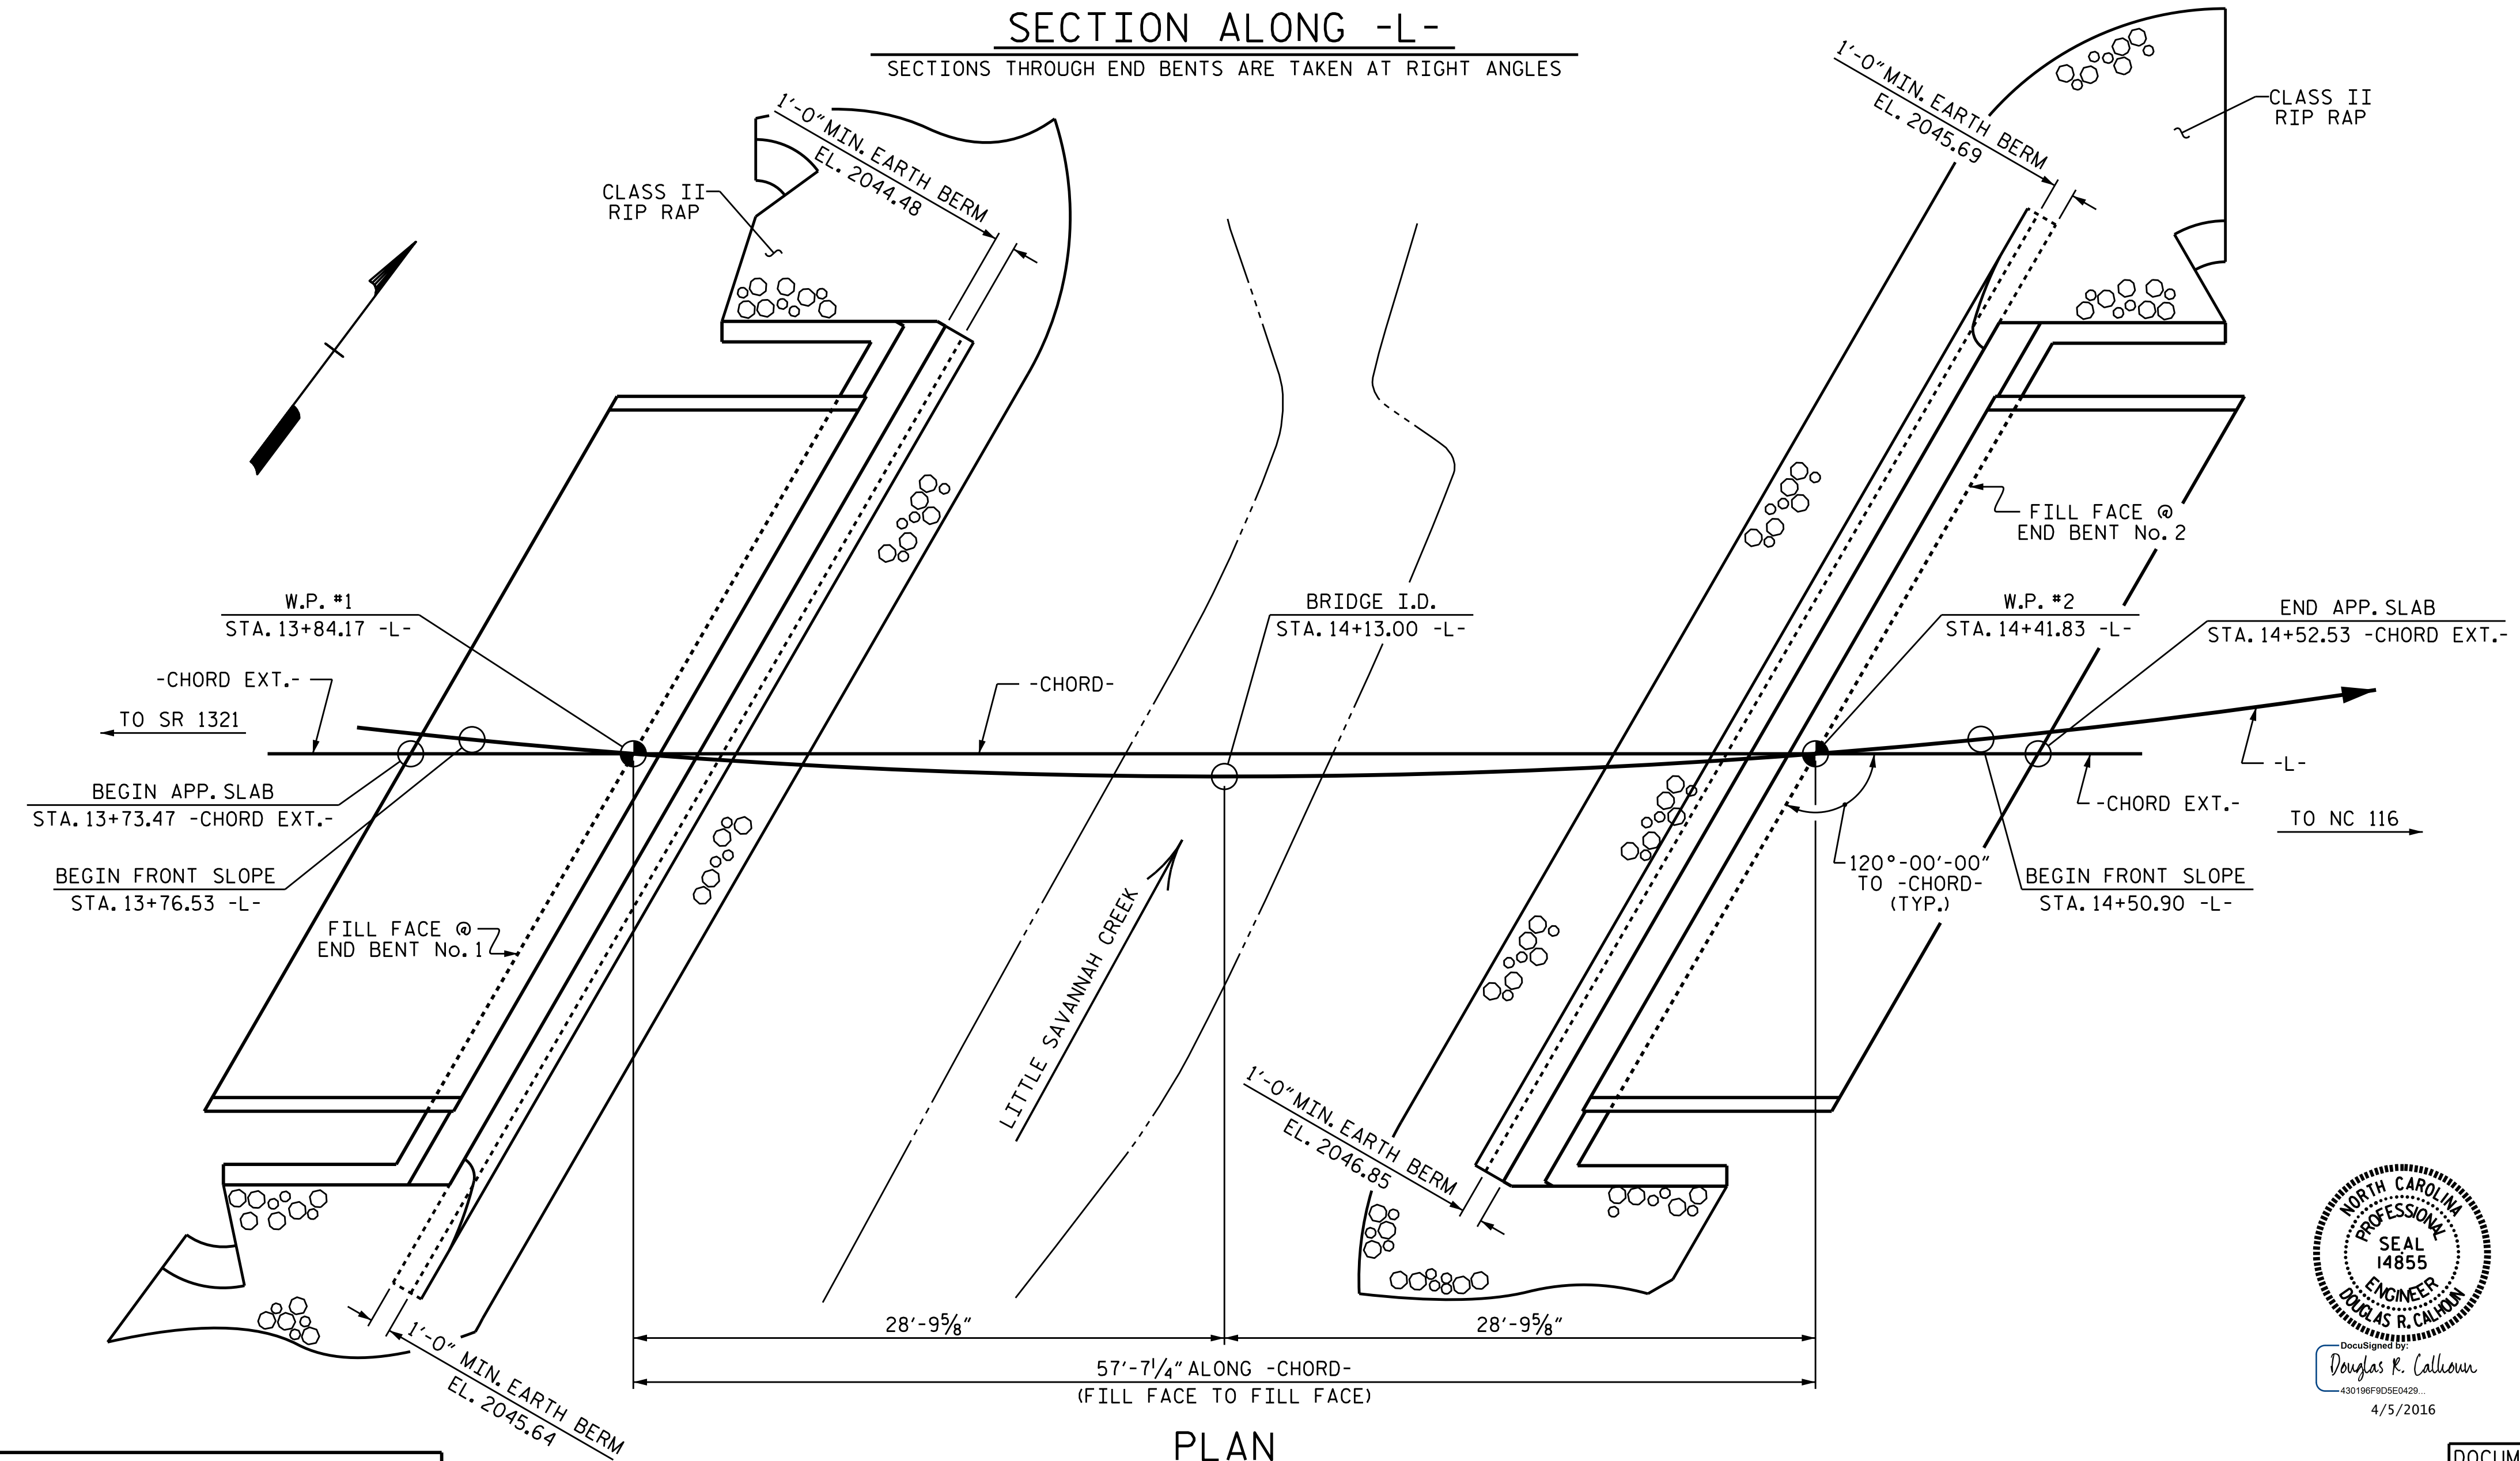 SECTION ALONG -L-
SECTIONS THROUGH END BENTS ARE TAKEN AT RIGHT ANGLES
1'-0" MIN. EARTH BERM
EL. 2044.48
1'-0" MIN. EARTH BERM
EL. 2045.69
CLASS II
RIP RAP
CLASS II
RIP RAP
FILL FACE @
END BENT No. 2
W.P. #1
STA. 13+84.17 -L-
BRIDGE I.D.
STA. 14+13.00 -L-
W.P. #2
STA. 14+41.83 -L-
END APP. SLAB
STA. 14+52.53 -CHORD EXT.-
-CHORD EXT.-
-CHORD-
TO SR 1321
-L-
BEGIN APP. SLAB
STA. 13+73.47 -CHORD EXT.-
-CHORD EXT.-
TO NC 116
BEGIN FRONT SLOPE
STA. 13+76.53 -L-
120°-00'-00"
TO -CHORD-
(TYP.)
BEGIN FRONT SLOPE
STA. 14+50.90 -L-
FILL FACE @
END BENT No. 1
LITTLE SAVANNAH CREEK
1'-0" MIN. EARTH BERM
EL. 2046.85
28'-9⅝"
28'-9⅝"
57'-7¼" ALONG -CHORD-
(FILL FACE TO FILL FACE)
1'-0" MIN. EARTH BERM
EL. 2045.64
PLAN
NORTH CAROLINA
PROFESSIONAL
SEAL
14855
ENGINEER
DOUGLAS R. CALHOUN
DocuSigned by:
Douglas R. Calhoun
430196F9D5E0429...
4/5/2016
DOCUM